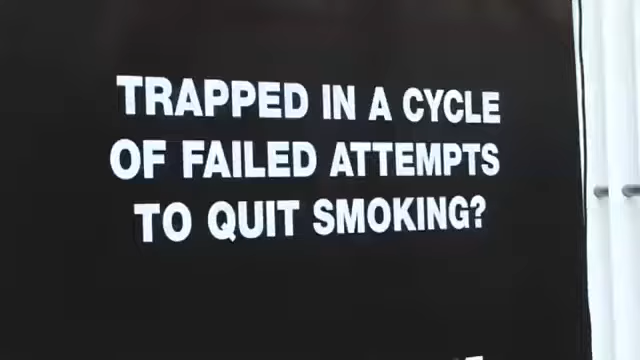 TRAPPED IN A CYCLE
OF FAILED ATTEMPTS
TO QUIT SMOKING?